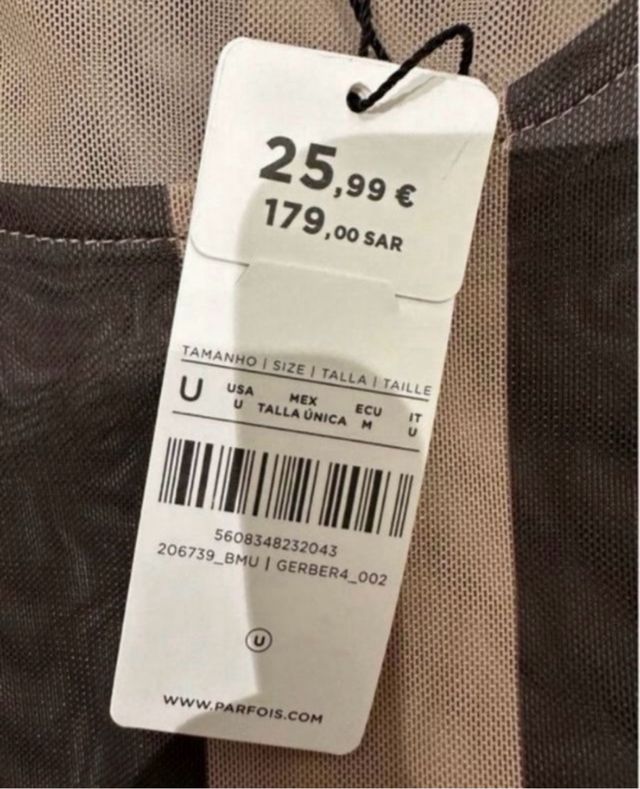 25,99 €
179,00 SAR
TAMANHO | SIZE | TALLA | TAILLE
U USA MEX ECU IT
U TALLA ÚNICA M U
5608348232043
206739_BMU | GERBER4_002
U
WWW.PARFOIS.COM